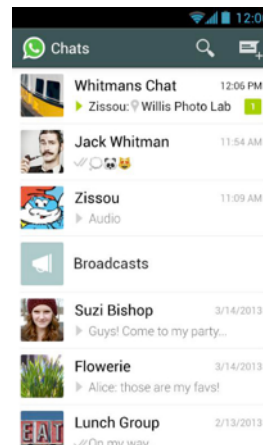 12:0
Chats
Whitmans Chat 12:06 PM
Zissou: Willis Photo Lab 1
Jack Whitman 11:54 AM
Zissou 11:09 AM
Audio
Broadcasts
Suzi Bishop 3/14/2013
Guys! Come to my party...
Flowerie 3/14/2013
Alice: those are my favs!
EAT
Lunch Group 2/13/2013
On my way